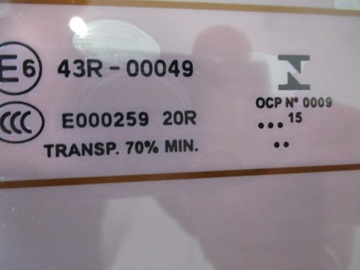 E6 43R-00049
CCC E000259 20R
TRANSP. 70% MIN.
N
OCP Nº 0009
••• 15
••